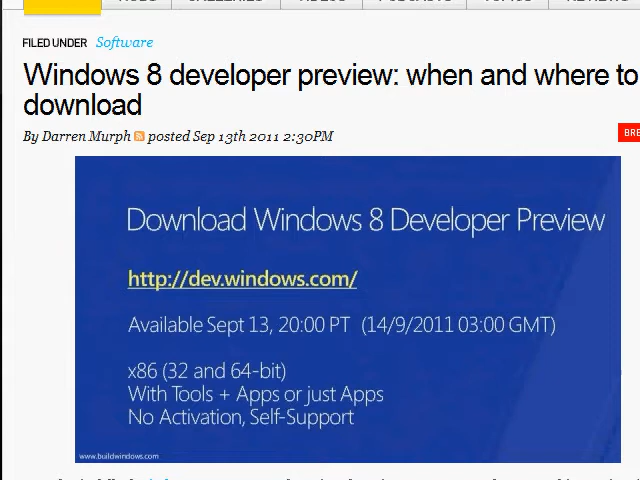 FILED UNDER Software
Windows 8 developer preview: when and where to
download
By Darren Murph posted Sep 13th 2011 2:30PM
BRE
Download Windows 8 Developer Preview
http://dev.windows.com/
Available Sept 13, 20:00 PT (14/9/2011 03:00 GMT)
x86 (32 and 64-bit)
With Tools + Apps or just Apps
No Activation, Self-Support
www.buildwindows.com